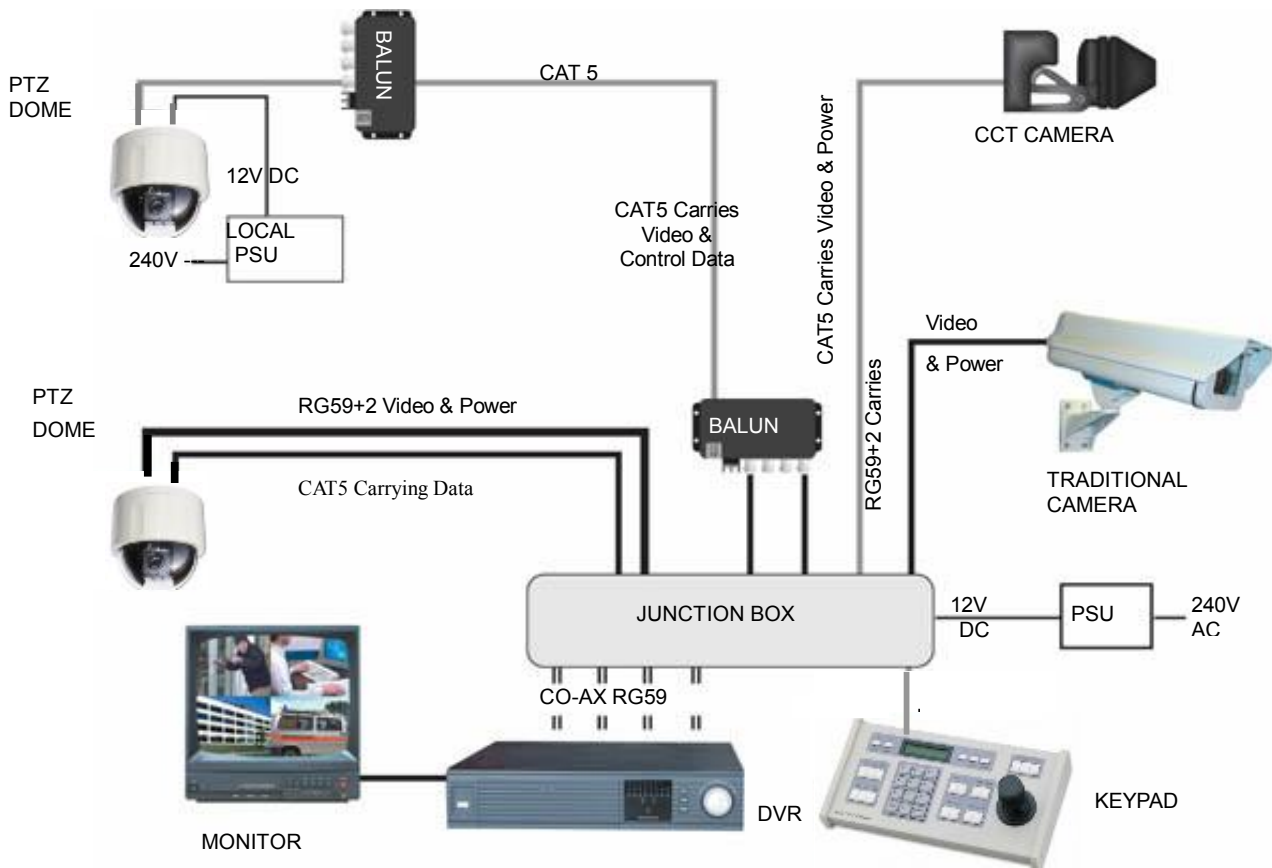 PTZ
DOME
BALUN
CAT 5
12V DC
LOCAL
PSU
240V
CAT5 Carries
Video &
Control Data
CAT5 Carries Video & Power
CCT CAMERA
Video
& Power
RG59+2 Carries
TRADITIONAL
CAMERA
PTZ
DOME
RG59+2 Video & Power
CAT5 Carrying Data
BALUN
JUNCTION BOX
12V
DC
PSU
240V
AC
CO-AX RG59
MONITOR
DVR
KEYPAD